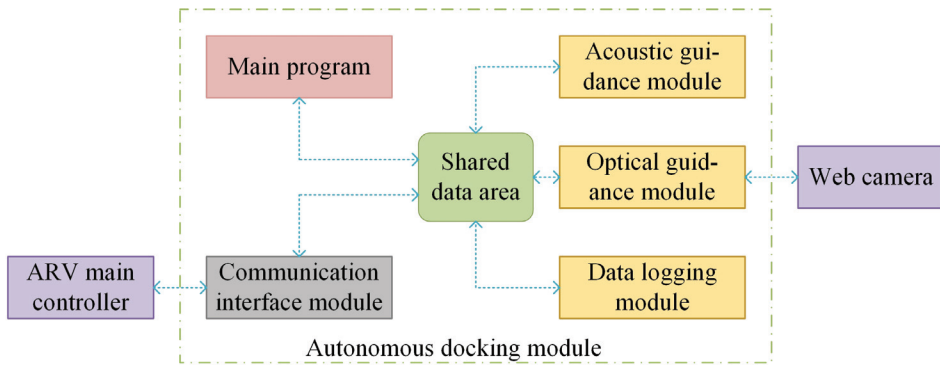 Main program
Acoustic gui-
dance module
Shared
data area
Optical guid-
ance module
Web camera
ARV main
controller
Communication
interface module
Data logging
module
Autonomous docking module